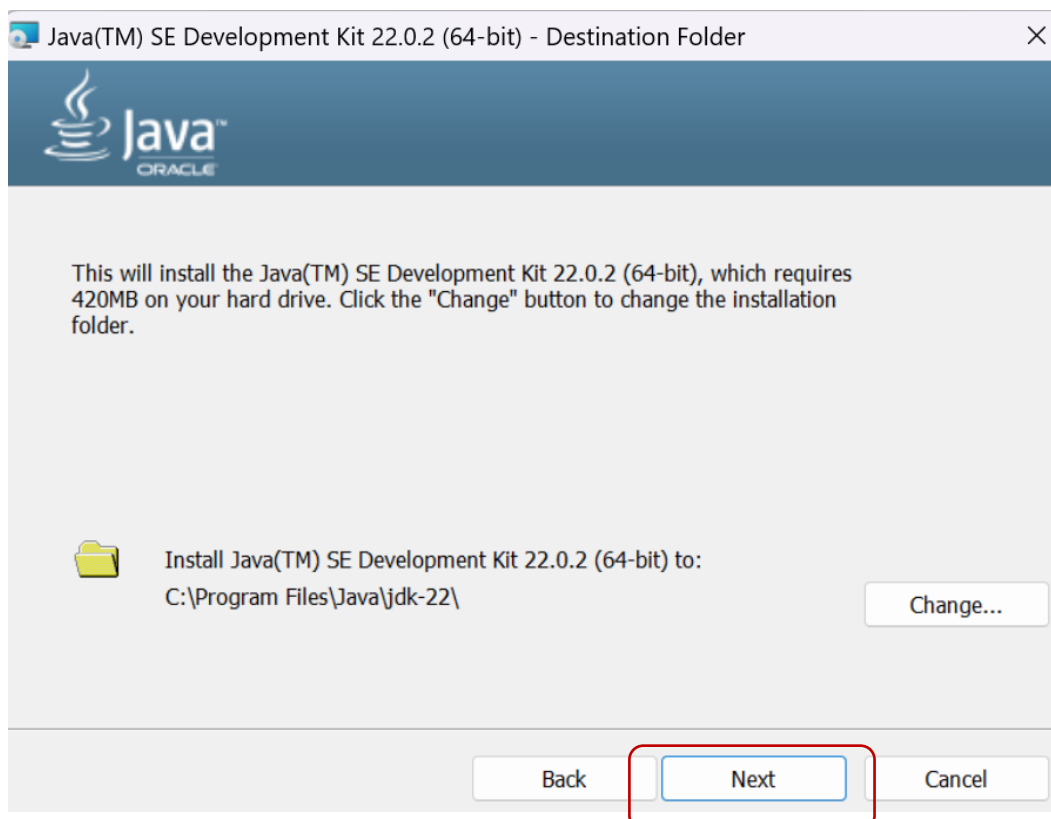 Java(TM) SE Development Kit 22.0.2 (64-bit) - Destination Folder
Java™
ORACLE
This will install the Java(TM) SE Development Kit 22.0.2 (64-bit), which requires
420MB on your hard drive. Click the "Change" button to change the installation
folder.
Install Java(TM) SE Development Kit 22.0.2 (64-bit) to:
C:\Program Files\Java\jdk-22\
Change...
Back Next Cancel